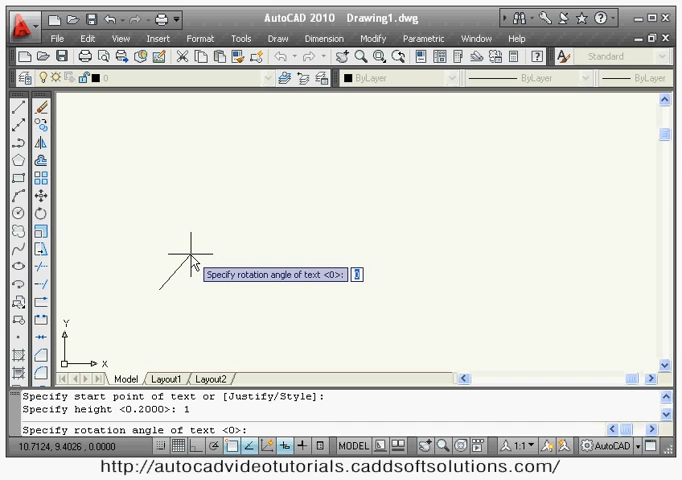 AutoCAD 2010 Drawing1.dwg
File Edit View Insert Format Tools Draw Dimension Modify Parametric Window Help
Standard
0 ByLayer ByLayer ByLayer
Specify rotation angle of text <0>: 0
Y
X
Model Layout1 Layout2
Specify start point of text or [Justify/Style]:
Specify height <0.2000>: 1
Specify rotation angle of text <0>:
10.7124, 9.4026 , 0.0000 MODEL 1:1 AutoCAD
http://autocadvideotutorials.caddsoftsolutions.com/